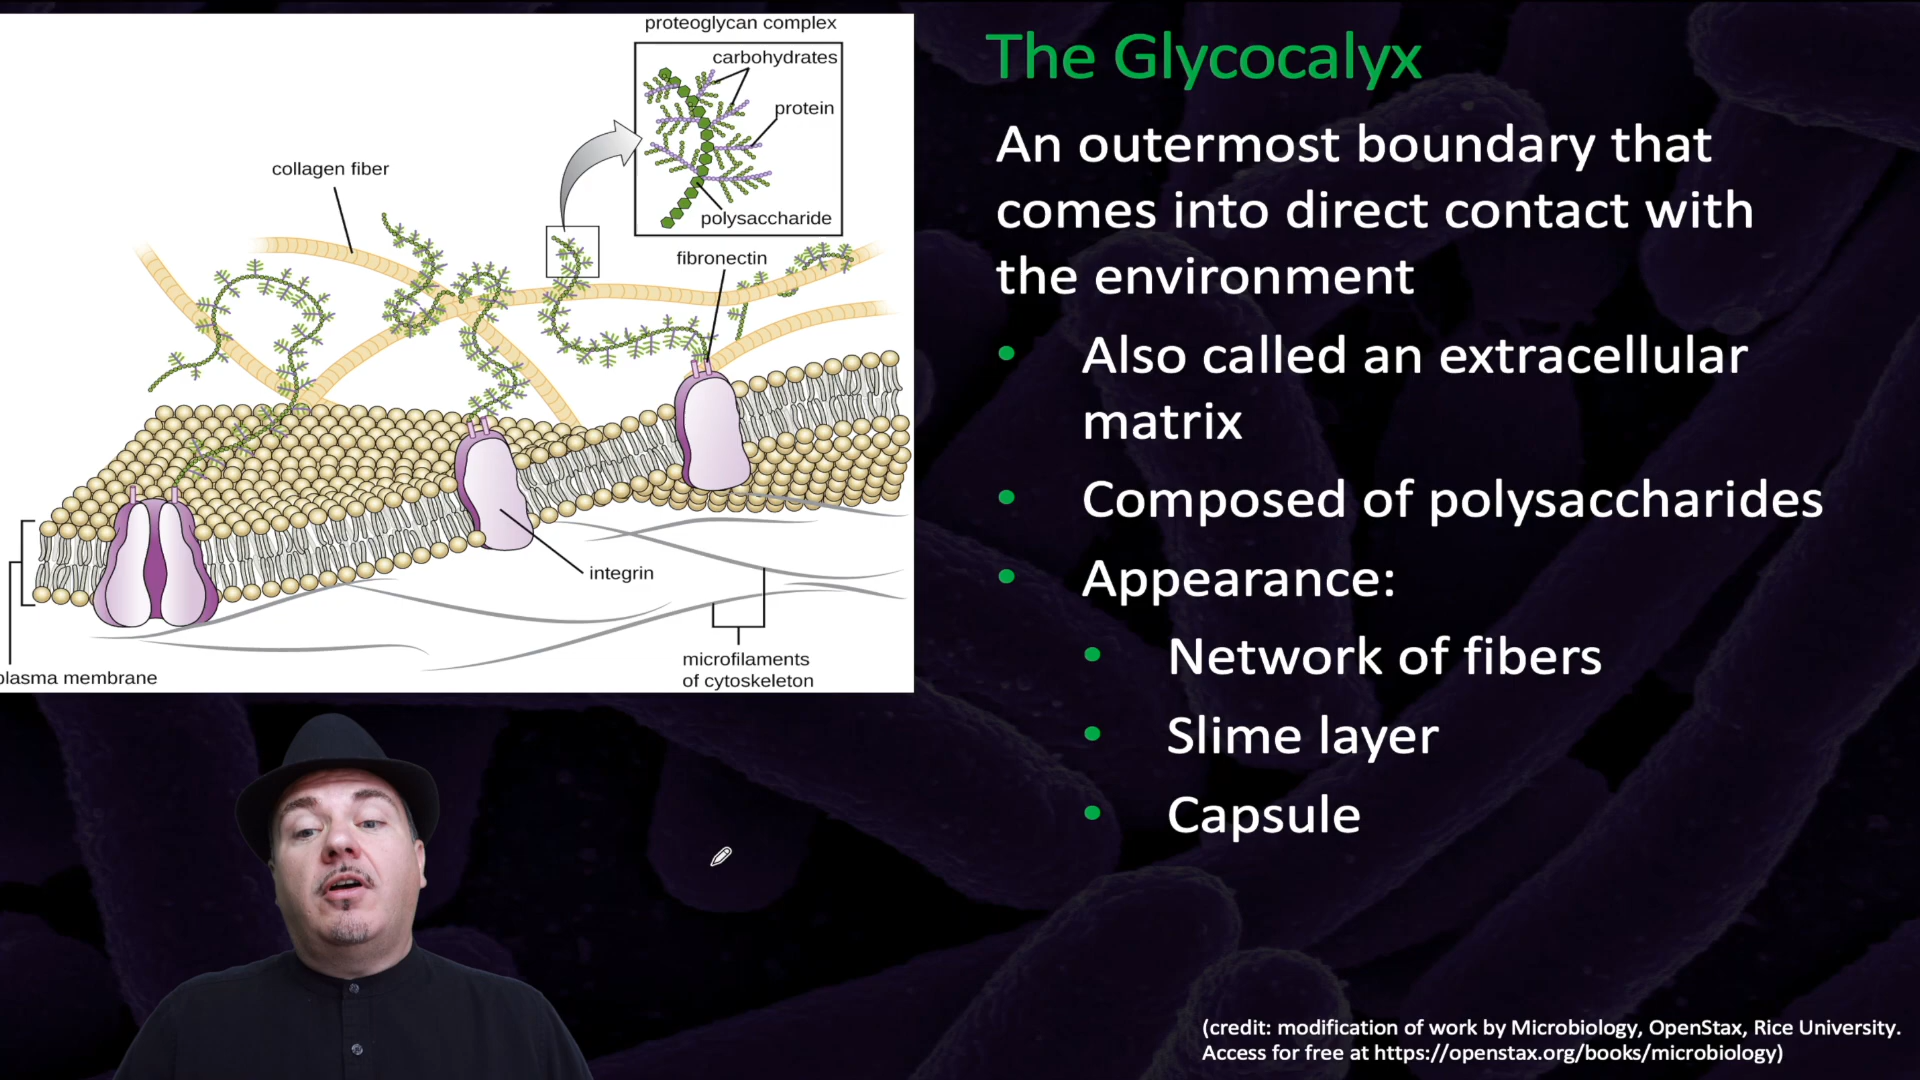 proteoglycan complex
carbohydrates
protein
polysaccharide
collagen fiber
fibronectin
integrin
microfilaments
of cytoskeleton
plasma membrane
The Glycocalyx
An outermost boundary that
comes into direct contact with
the environment
• Also called an extracellular
matrix
• Composed of polysaccharides
• Appearance:
• Network of fibers
• Slime layer
• Capsule
(credit: modification of work by Microbiology, OpenStax, Rice University.
Access for free at https://openstax.org/books/microbiology)